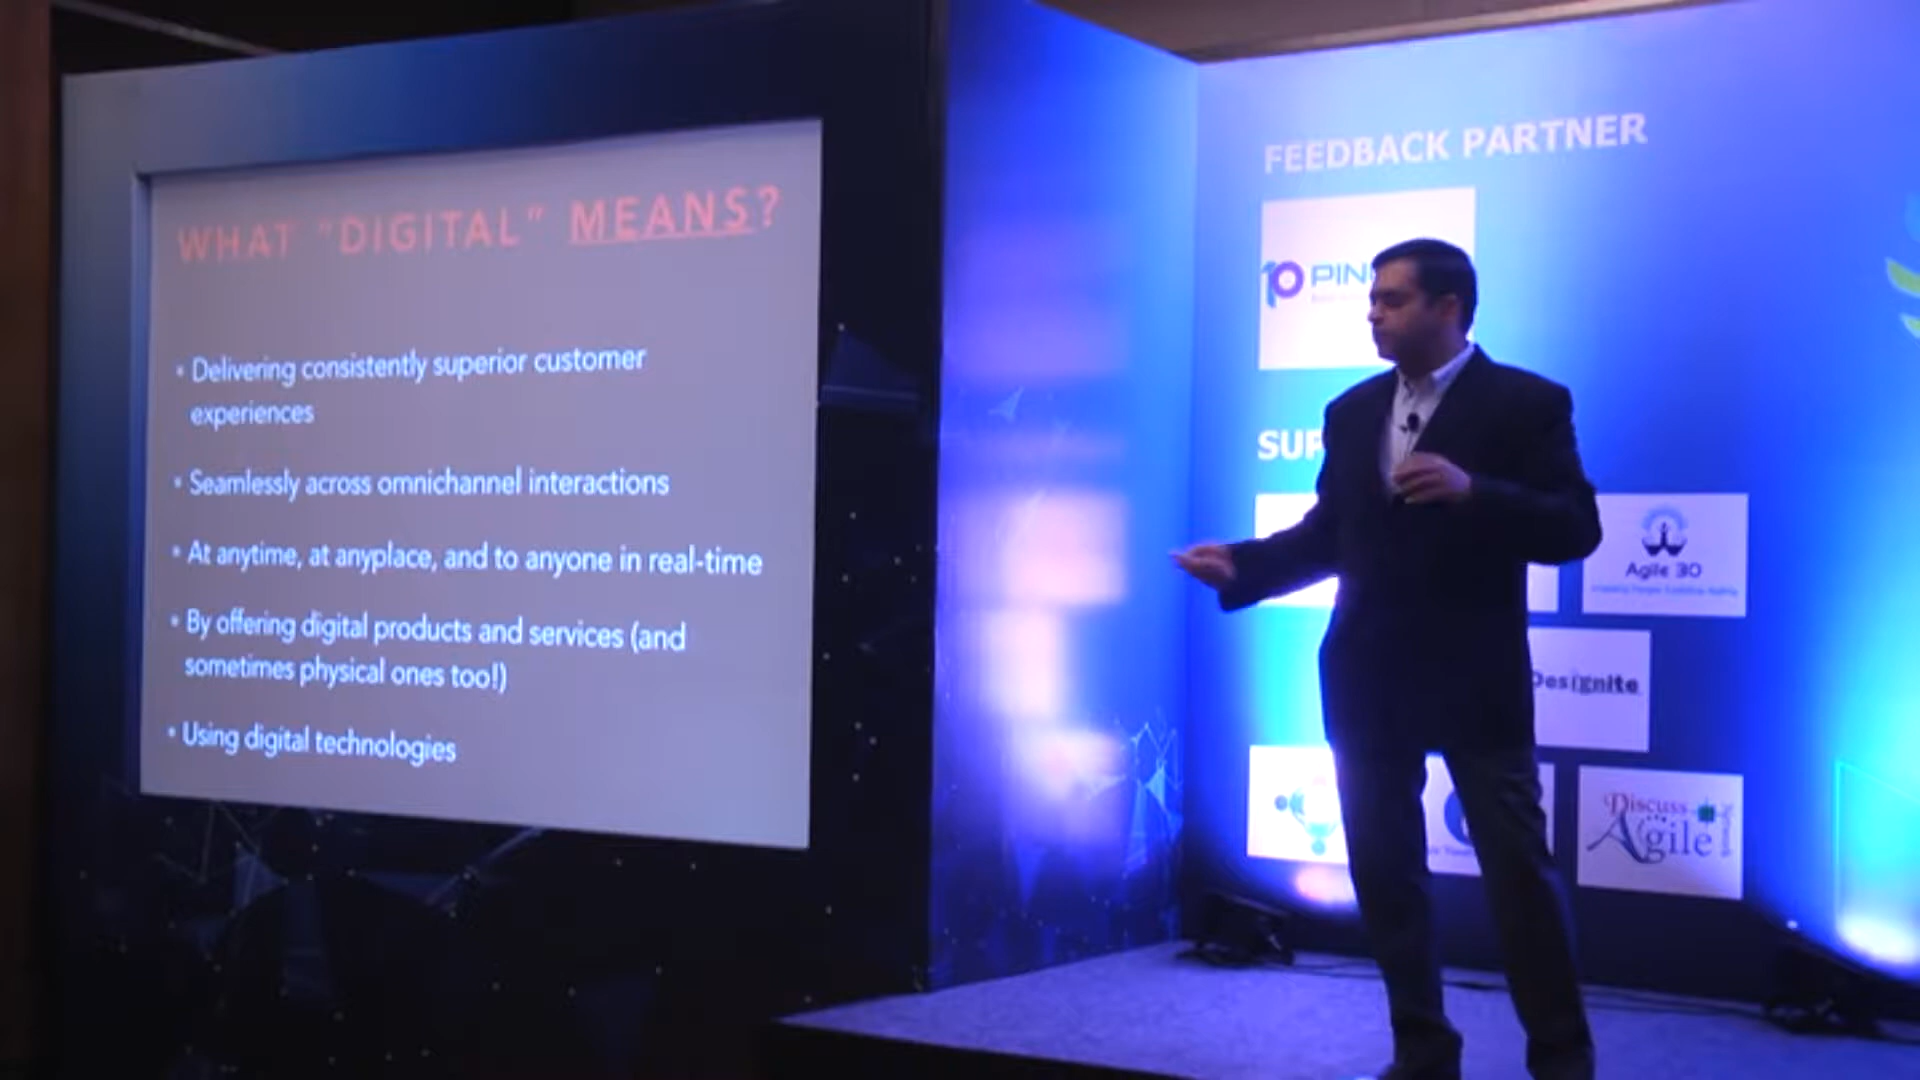 WHAT "DIGITAL" MEANS?
• Delivering consistently superior customer
experiences
• Seamlessly across omnichannel interactions
• At anytime, at anyplace, and to anyone in real-time
• By offering digital products and services (and
sometimes physical ones too!)
• Using digital technologies
FEEDBACK PARTNER
PIN
SUP
Agile 30
Designite
Discuss
Agile